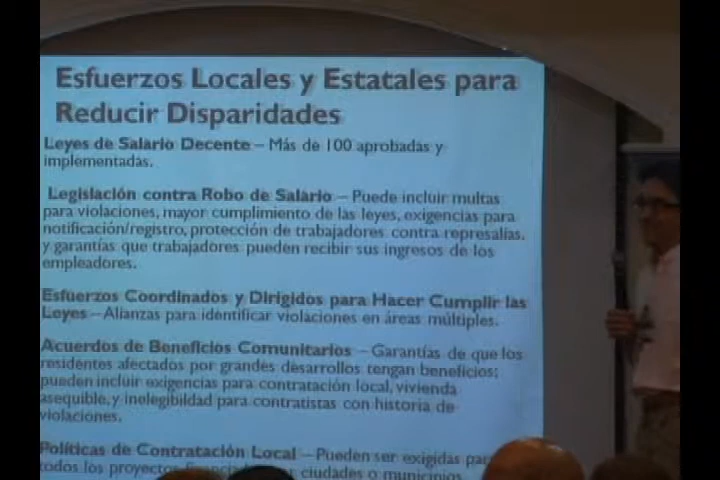 Esfuerzos Locales y Estatales para
Reducir Disparidades
Leyes de Salario Decente – Más de 100 aprobadas y
implementadas.
Legislación contra Robo de Salario – Puede incluir multas
para violaciones, mayor cumplimiento de las leyes, exigencias para
notificación/registro, protección de trabajadores contra represalias,
y garantías que trabajadores pueden recibir sus ingresos de los
empleadores.
Esfuerzos Coordinados y Dirigidos para Hacer Cumplir las
Leyes – Alianzas para identificar violaciones en áreas múltiples.
Acuerdos de Beneficios Comunitarios – Garantías de que los
residentes afectados por grandes desarrollos tengan beneficios;
pueden incluir exigencias para contratación local, vivienda
asequible, y inelegibildad para contratistas con historia de
violaciones.
Políticas de Contratación Local – Pueden ser exigidas para
todos los proyectos ciudades o municipios